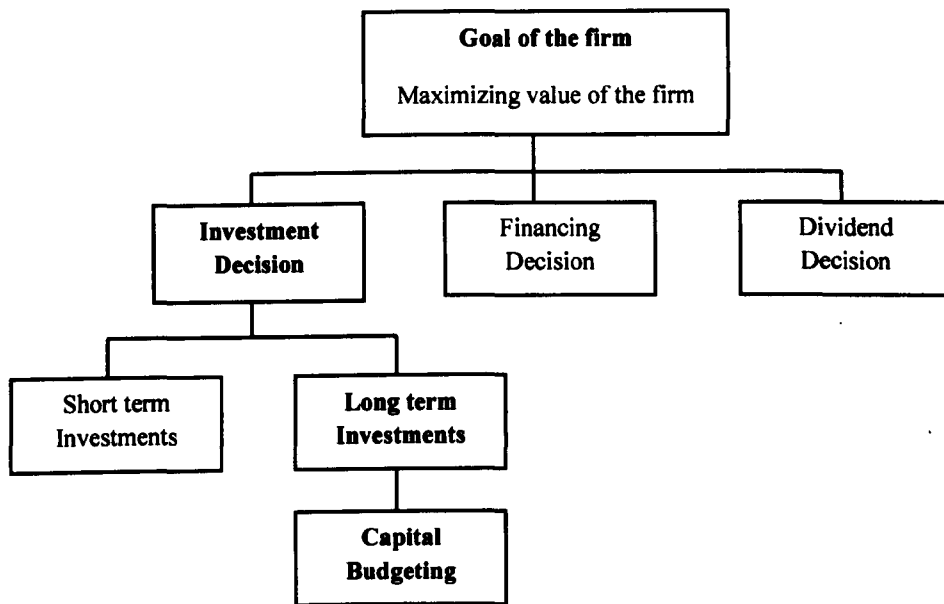 Goal of the firm
Maximizing value of the firm
Investment
Decision
Financing
Decision
Dividend
Decision
Short term
Investments
Long term
Investments
Capital
Budgeting